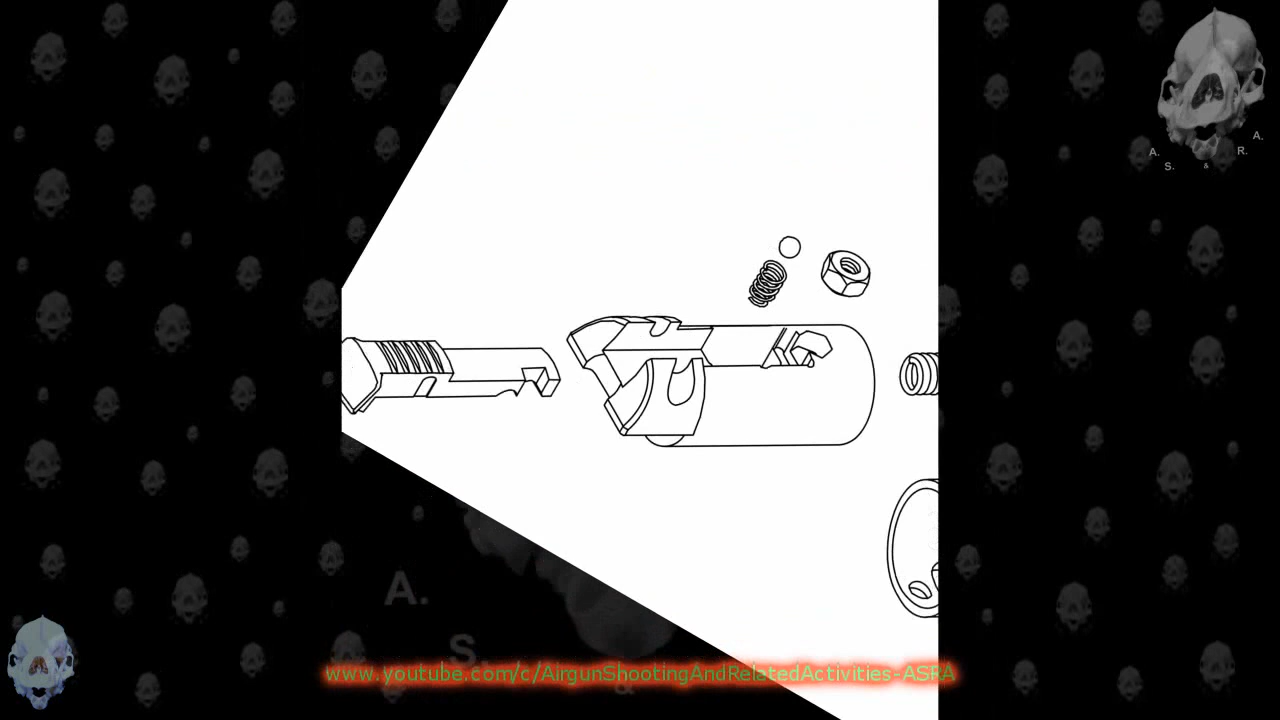 A.
A. R.
S. &
A.
S.
www.youtube.com/c/AirgunShootingAndRelatedActivities-ASRA
&